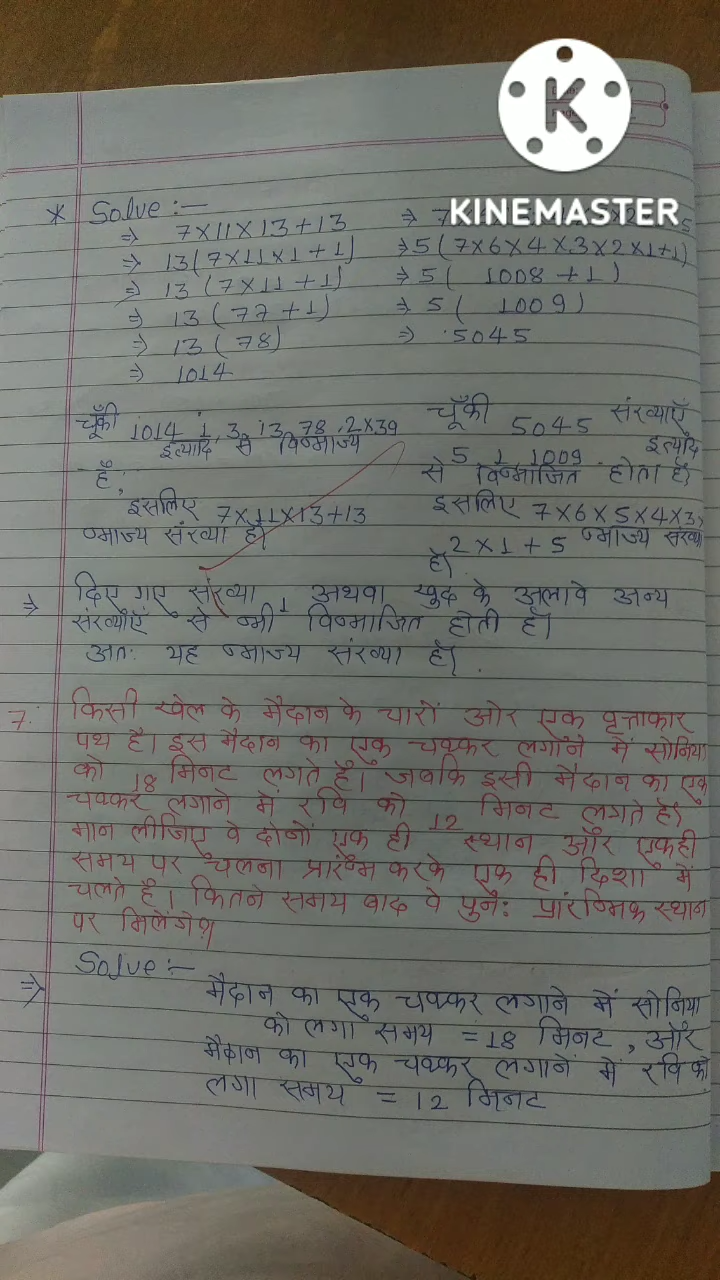 K
KINEMASTER
* Solve :-
⇒ 7×11×13+13
⇒ 13(7×11×1+1)
⇒ 13(7×11+1)
⇒ 13(77+1)
⇒ 13(78)
⇒ 1014
⇒ 7
⇒ 5(7×6×4×3×2×1+1)
⇒ 5(1008+1)
⇒ 5(1009)
⇒ 5045
चूँकी 1014 1, 3, 13, 78, 2×39
इत्यादि से विभाज्य
है,
इसलिए 7×11×13+13
भाज्य संख्या है।
चूँकी 5045 संख्याएँ
5, 1, 1009 इत्यादि
से विभाजित होता है।
इसलिए 7×6×5×4×3×
2×1+5 भाज्य संख्या
है।
⇒ दिए गए संख्या 1 अथवा खुद के अलावे अन्य
संख्याएँ से भी विभाजित होती है।
अतः यह भाज्य संख्या है।
7. किसी खेल के मैदान के चारों ओर एक वृत्ताकार
पथ है। इस मैदान का एक चक्कर लगाने में सोनिया
को 18 मिनट लगते है। जबकि इसी मैदान का एक
चक्कर लगाने में रवि को 12 मिनट लगते है।
मान लीजिए वे दोनों एक ही स्थान और एक ही
समय पर चलना प्रारंभ करके एक ही दिशा में
चलते है। कितने समय बाद वे पुनः प्रारंभिक स्थान
पर मिलेंगे?
Solve :-
⇒ मैदान का एक चक्कर लगाने में सोनिया
को लगा समय = 18 मिनट, और
मैदान का एक चक्कर लगाने में रवि को
लगा समय = 12 मिनट